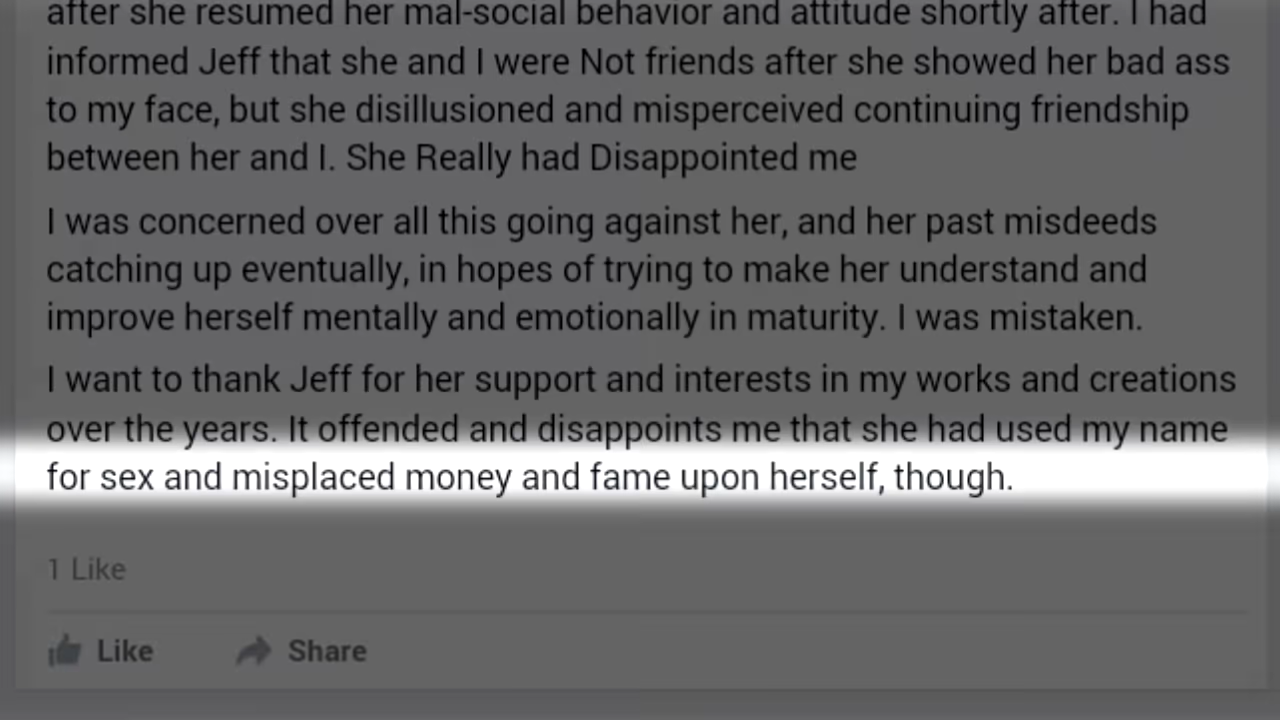 after she resumed her mal-social behavior and attitude shortly after. I had
informed Jeff that she and I were Not friends after she showed her bad ass
to my face, but she disillusioned and misperceived continuing friendship
between her and I. She Really had Disappointed me
I was concerned over all this going against her, and her past misdeeds
catching up eventually, in hopes of trying to make her understand and
improve herself mentally and emotionally in maturity. I was mistaken.
I want to thank Jeff for her support and interests in my works and creations
over the years. It offended and disappoints me that she had used my name
for sex and misplaced money and fame upon herself, though.
1 Like
Like Share